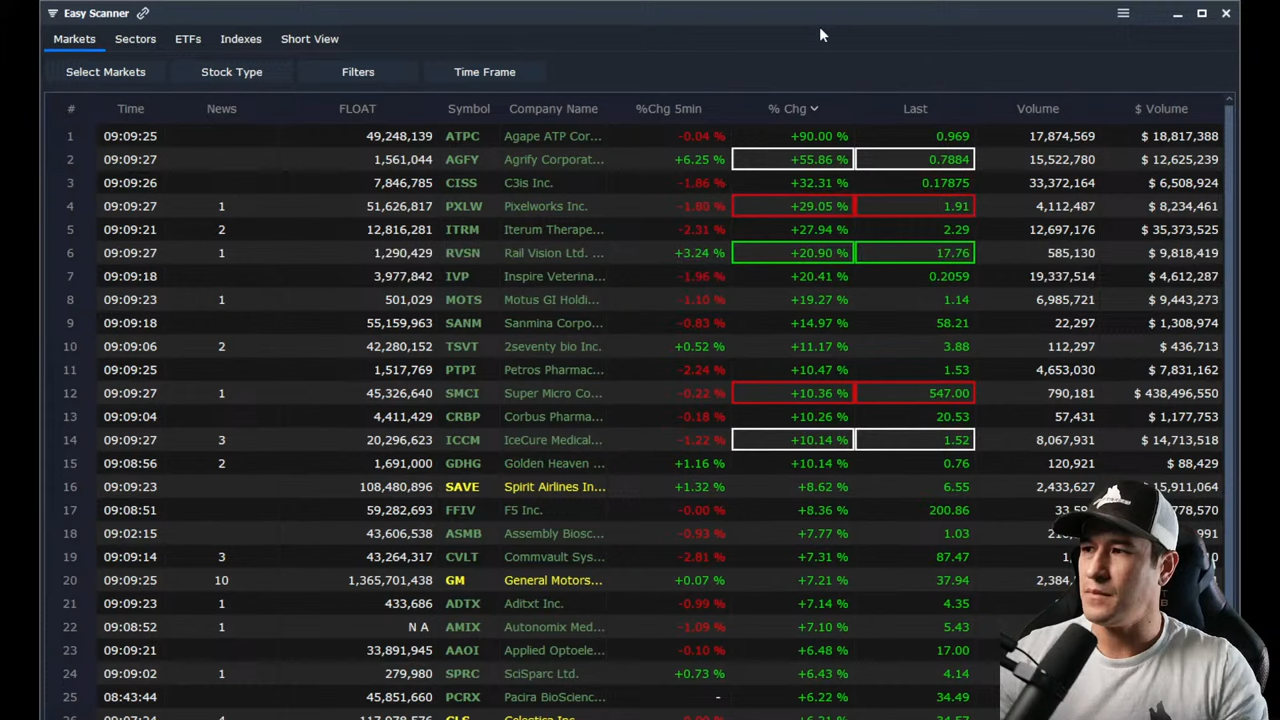 Easy Scanner
Markets Sectors ETFs Indexes Short View
Select Markets Stock Type Filters Time Frame
# Time News FLOAT Symbol Company Name %Chg 5min % Chg Last Volume $ Volume
1 09:09:25 49,248,139 ATPC Agape ATP Cor... -0.04 % +90.00 % 0.969 17,874,569 $ 18,817,388
2 09:09:27 1,561,044 AGFY Agrify Corporat... +6.25 % +55.86 % 0.7884 15,522,780 $ 12,625,239
3 09:09:26 7,846,785 CISS C3is Inc. -1.86 % +32.31 % 0.17875 33,372,164 $ 6,508,924
4 09:09:27 1 51,626,817 PXLW Pixelworks Inc. -1.80 % +29.05 % 1.91 4,112,487 $ 8,234,461
5 09:09:21 2 12,816,281 ITRM Iterum Therape... -2.31 % +27.94 % 2.29 12,697,176 $ 35,373,525
6 09:09:27 1 1,290,429 RVSN Rail Vision Ltd. ... +3.24 % +20.90 % 17.76 585,130 $ 9,818,419
7 09:09:18 3,977,842 IVP Inspire Veterina... -1.96 % +20.41 % 0.2059 19,337,514 $ 4,612,287
8 09:09:23 1 501,029 MOTS Motus GI Holdi... -1.10 % +19.27 % 1.14 6,985,721 $ 9,443,273
9 09:09:18 55,159,963 SANM Sanmina Corpo... -0.83 % +14.97 % 58.21 22,297 $ 1,308,974
10 09:09:06 2 42,280,152 TSVT 2seventy bio Inc. +0.52 % +11.17 % 3.88 112,297 $ 436,713
11 09:09:25 1,517,769 PTPI Petros Pharmac... -2.24 % +10.47 % 1.53 4,653,030 $ 7,831,162
12 09:09:27 1 45,326,640 SMCI Super Micro Co... -0.22 % +10.36 % 547.00 790,181 $ 438,496,550
13 09:09:04 4,411,429 CRBP Corbus Pharma... -0.18 % +10.26 % 20.53 57,431 $ 1,177,753
14 09:09:27 3 20,296,623 ICCM IceCure Medical... -1.22 % +10.14 % 1.52 8,067,931 $ 14,713,518
15 09:08:56 2 1,691,000 GDHG Golden Heaven ... +1.16 % +10.14 % 0.76 120,921 $ 88,429
16 09:09:23 108,480,896 SAVE Spirit Airlines In... +1.32 % +8.62 % 6.55 2,433,627 $ 15,911,064
17 09:08:51 59,282,693 FFIV F5 Inc. -0.00 % +8.36 % 200.86 33,59 778,570
18 09:02:15 43,606,538 ASMB Assembly Biosc... -0.93 % +7.77 % 1.03 991
19 09:09:14 3 43,264,317 CVLT Commvault Sys... -2.81 % +7.31 % 87.47
20 09:09:25 10 1,365,701,438 GM General Motors... +0.07 % +7.21 % 37.94 2,384,
21 09:09:23 1 433,686 ADTX Aditxt Inc. -0.99 % +7.14 % 4.35
22 09:08:52 1 N A AMIX Autonomix Med... -1.09 % +7.10 % 5.43
23 09:09:21 33,891,945 AAOI Applied Optoele... -0.10 % +6.48 % 17.00
24 09:09:02 1 279,980 SPRC SciSparc Ltd. +0.73 % +6.43 % 4.14
25 08:43:44 45,851,660 PCRX Pacira BioScienc... - +6.22 % 34.49